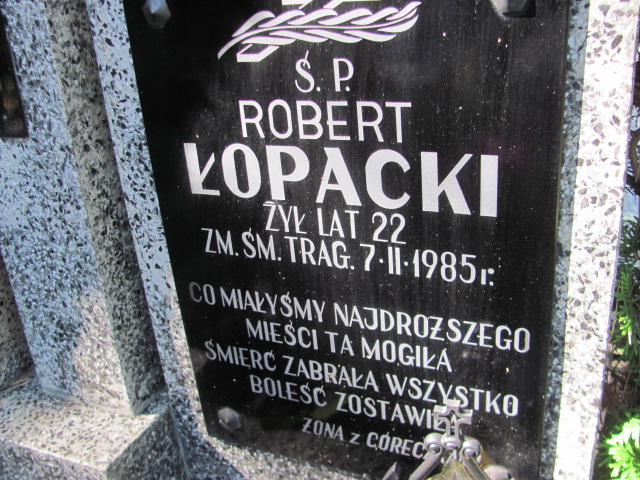 Ś. P.
ROBERT
ŁOPACKI
ŻYŁ LAT 22
ZM. ŚM. TRAG. 7·II·1985 r.
CO MIAŁYŚMY NAJDROŻSZEGO
MIEŚCI TA MOGIŁA
ŚMIERĆ ZABRAŁA WSZYSTKO
BOLEŚĆ ZOSTAWIŁA
ŻONA z